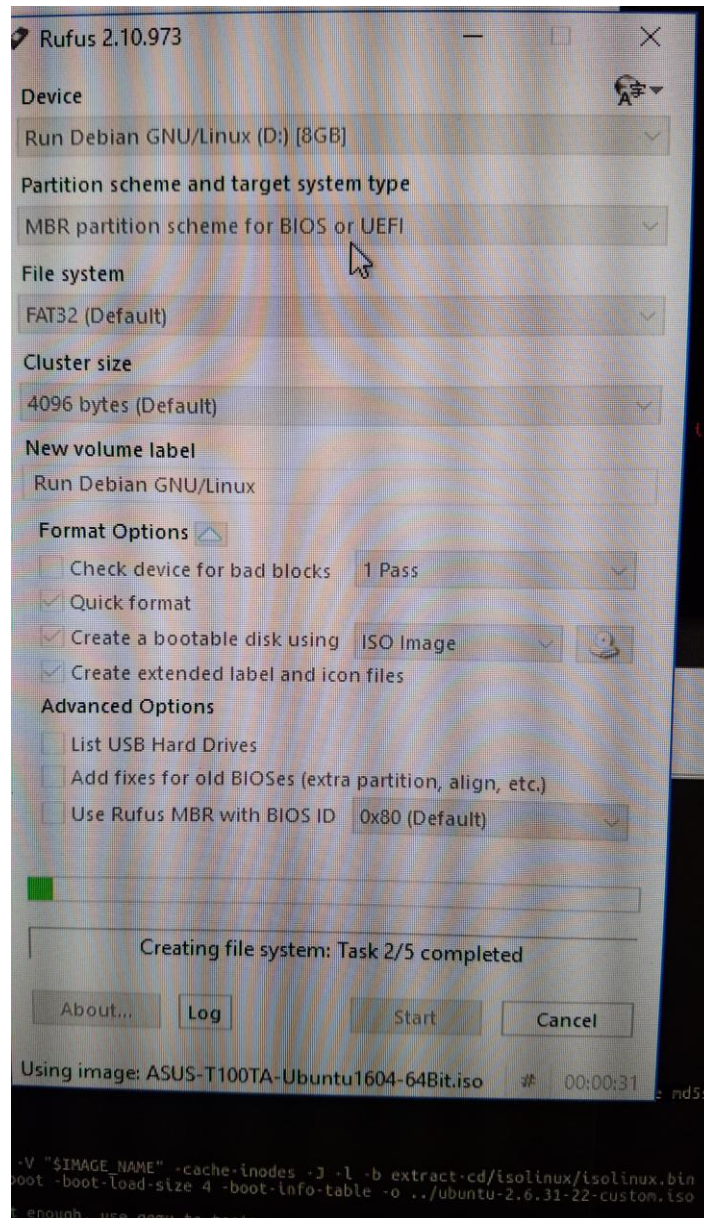 Rufus 2.10.973
Device
A字
Run Debian GNU/Linux (D:) [8GB]
Partition scheme and target system type
MBR partition scheme for BIOS or UEFI
File system
FAT32 (Default)
Cluster size
4096 bytes (Default)
New volume label
Run Debian GNU/Linux
Format Options
Check device for bad blocks 1 Pass
Quick format
Create a bootable disk using ISO Image
Create extended label and icon files
Advanced Options
List USB Hard Drives
Add fixes for old BIOSes (extra partition, align, etc.)
Use Rufus MBR with BIOS ID 0x80 (Default)
Creating file system: Task 2/5 completed
About... Log Start Cancel
Using image: ASUS-T100TA-Ubuntu1604-64Bit.iso # 00:00:31
-V "$IMAGE_NAME" -cache-inodes -J -l -b extract-cd/isolinux/isolinux.bin
-boot-load-size 4 -boot-info-table -o ../ubuntu-2.6.31-22-custom.iso
enough, use